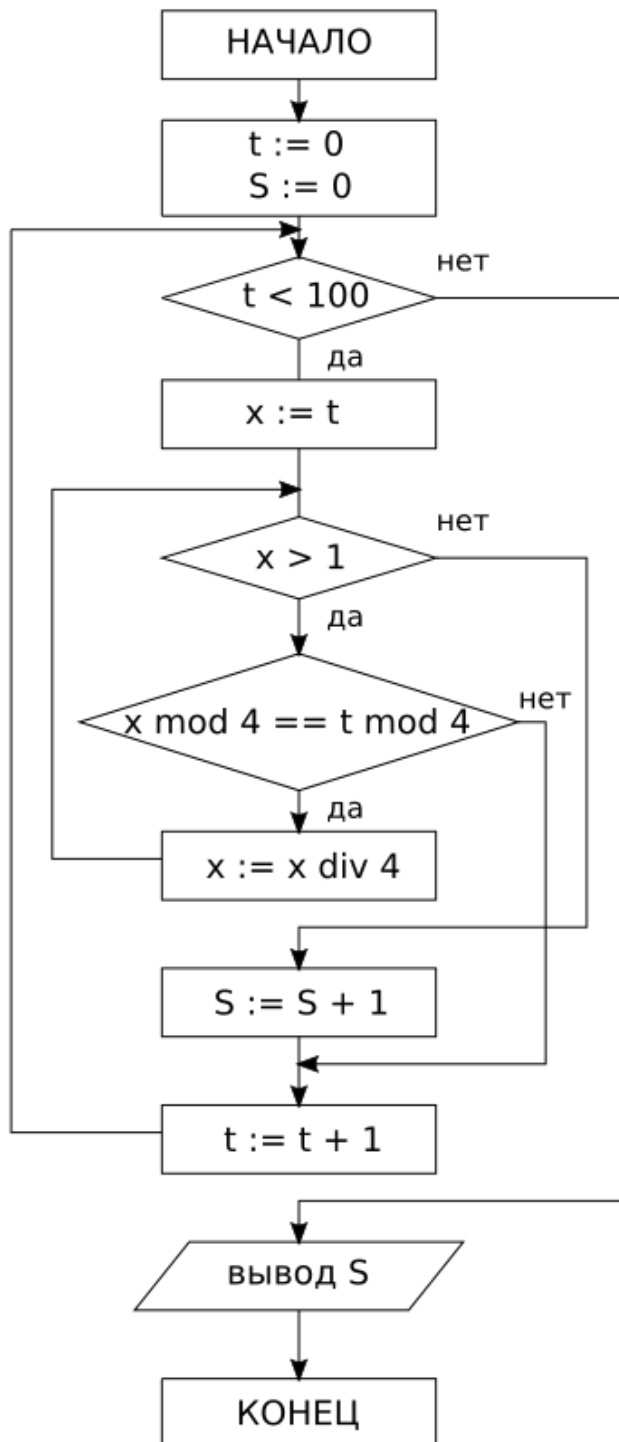 НАЧАЛО
t := 0
S := 0
t < 100
нет
да
x := t
x > 1
нет
да
x mod 4 == t mod 4
нет
да
x := x div 4
S := S + 1
t := t + 1
вывод S
КОНЕЦ